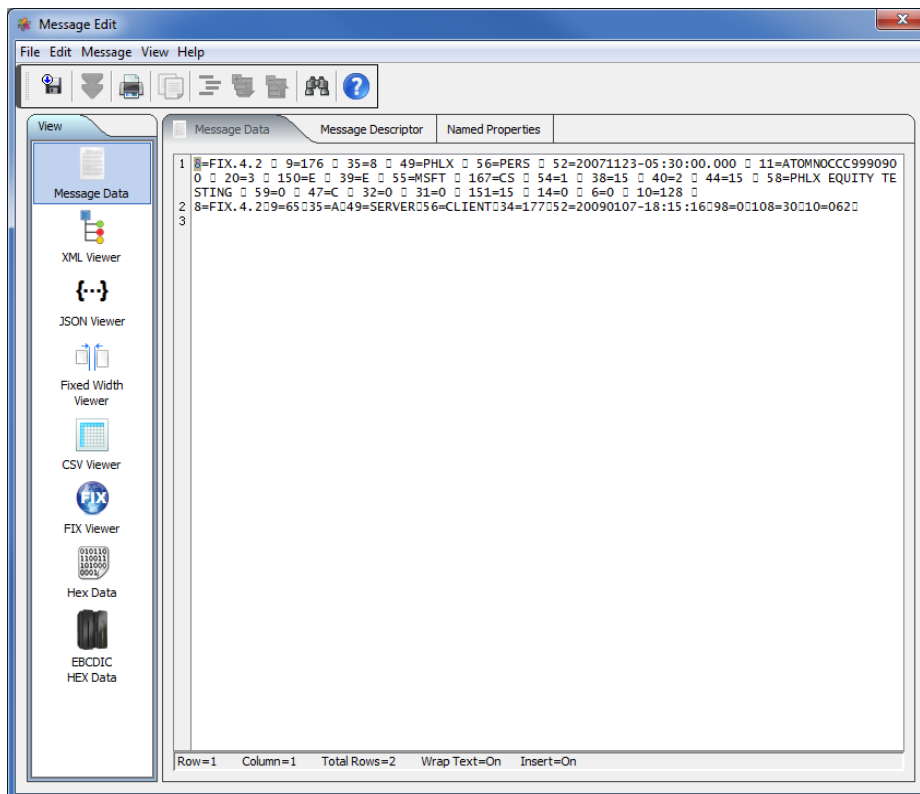 Message Edit
File Edit Message View Help
View
Message Data
XML Viewer
{...}
JSON Viewer
Fixed Width
Viewer
CSV Viewer
FIX
FIX Viewer
010110
110011
101000
0001
Hex Data
EBCDIC
HEX Data
Message Data Message Descriptor Named Properties
1 8=FIX.4.2 ▯ 9=176 ▯ 35=8 ▯ 49=PHLX ▯ 56=PERS ▯ 52=20071123-05:30:00.000 ▯ 11=ATOMNOCCC999090
0 ▯ 20=3 ▯ 150=E ▯ 39=E ▯ 55=MSFT ▯ 167=CS ▯ 54=1 ▯ 38=15 ▯ 40=2 ▯ 44=15 ▯ 58=PHLX EQUITY TE
STING ▯ 59=0 ▯ 47=C ▯ 32=0 ▯ 31=0 ▯ 151=15 ▯ 14=0 ▯ 6=0 ▯ 10=128 ▯
2 8=FIX.4.2▯9=65▯35=A▯49=SERVER▯56=CLIENT▯34=177▯52=20090107-18:15:16▯98=0▯108=30▯10=062▯
3
Row=1 Column=1 Total Rows=2 Wrap Text=On Insert=On